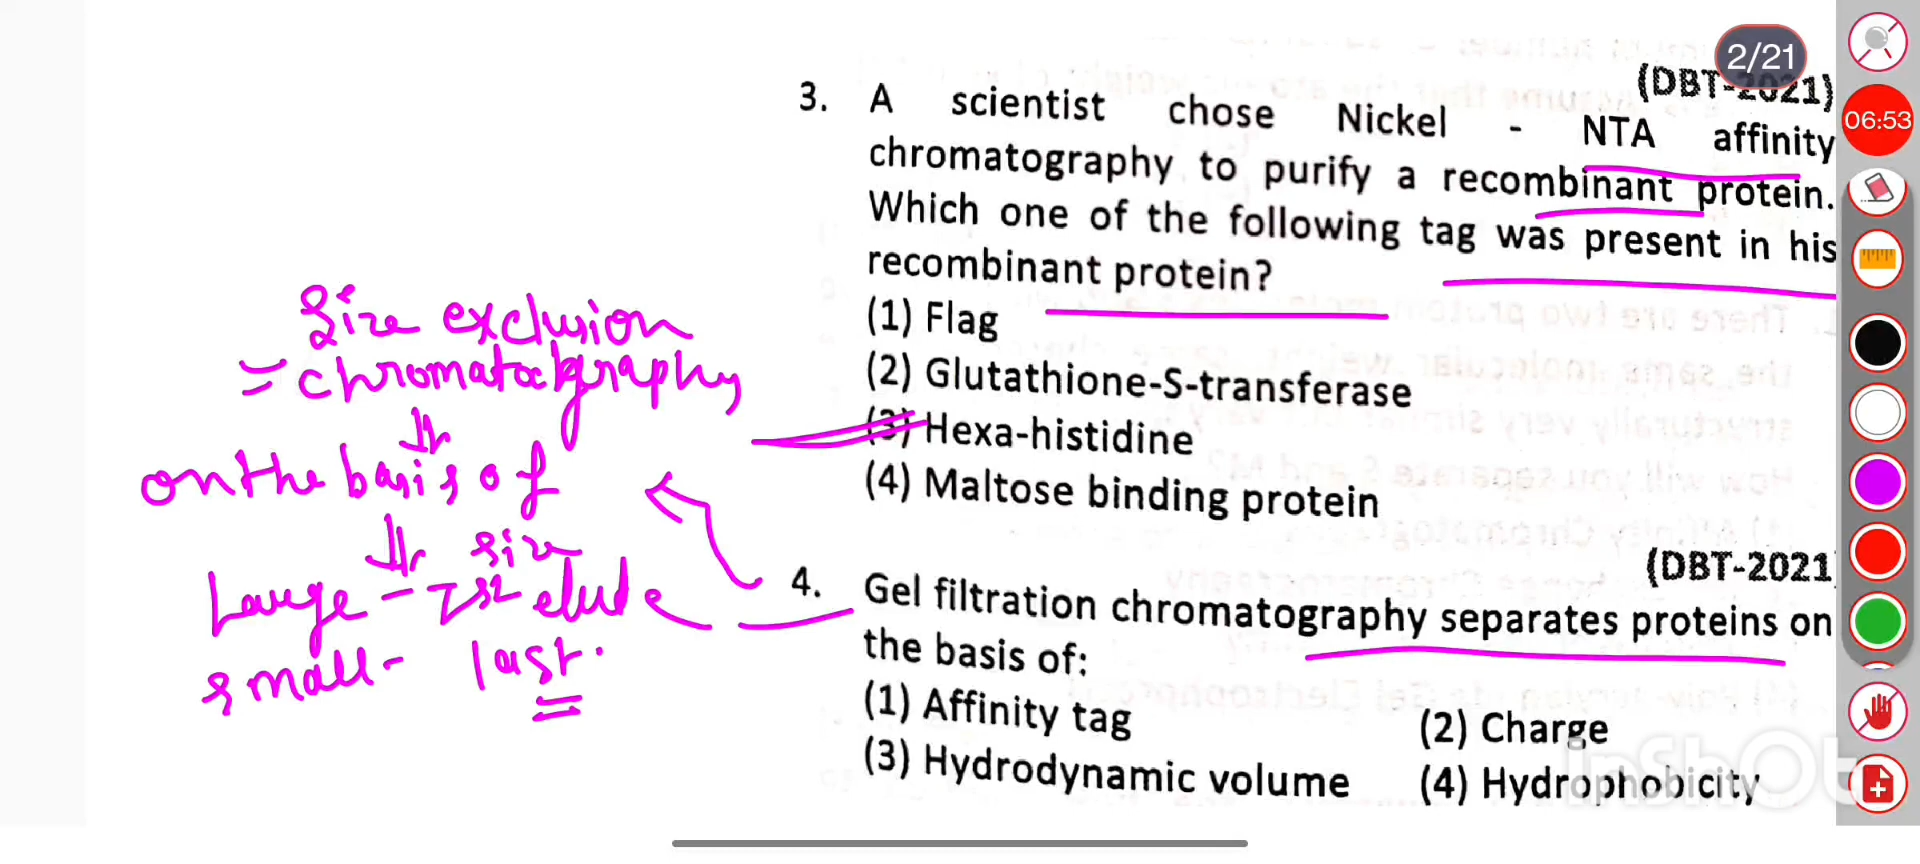 2/21
(DBT-2021)
06:53
3. A scientist chose Nickel - NTA affinity
chromatography to purify a recombinant protein.
Which one of the following tag was present in his
recombinant protein?
(1) Flag
(2) Glutathione-S-transferase
(3) Hexa-histidine
(4) Maltose binding protein
Size exclusion
= chromatography
on the basis of
size
Large - elude
small - last.
(DBT-2021
4. Gel filtration chromatography separates proteins on
the basis of:
(1) Affinity tag (2) Charge
(3) Hydrodynamic volume (4) Hydrophobicity
InShot